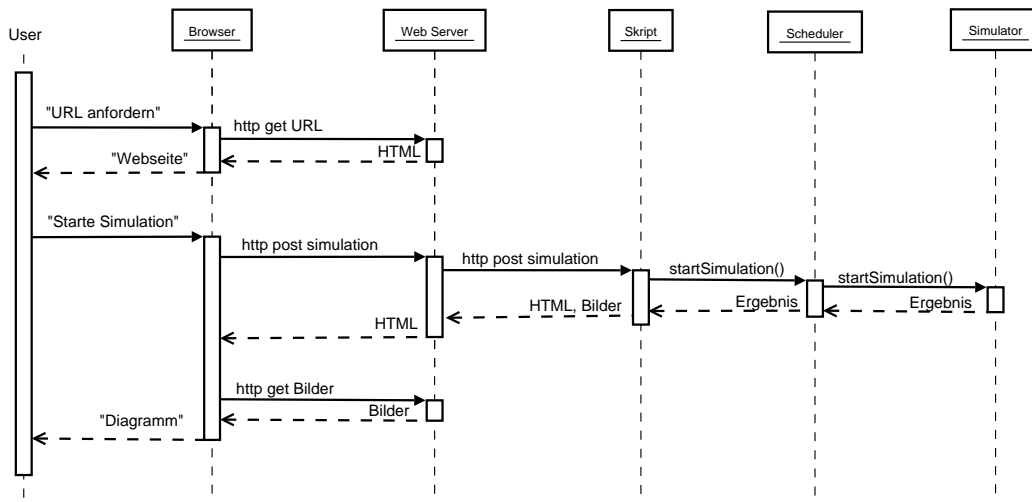 User
Browser
Web Server
Skript
Scheduler
Simulator
"URL anfordern"
http get URL
HTML
"Webseite"
"Starte Simulation"
http post simulation
http post simulation
startSimulation()
startSimulation()
Ergebnis
Ergebnis
HTML, Bilder
HTML
http get Bilder
Bilder
"Diagramm"